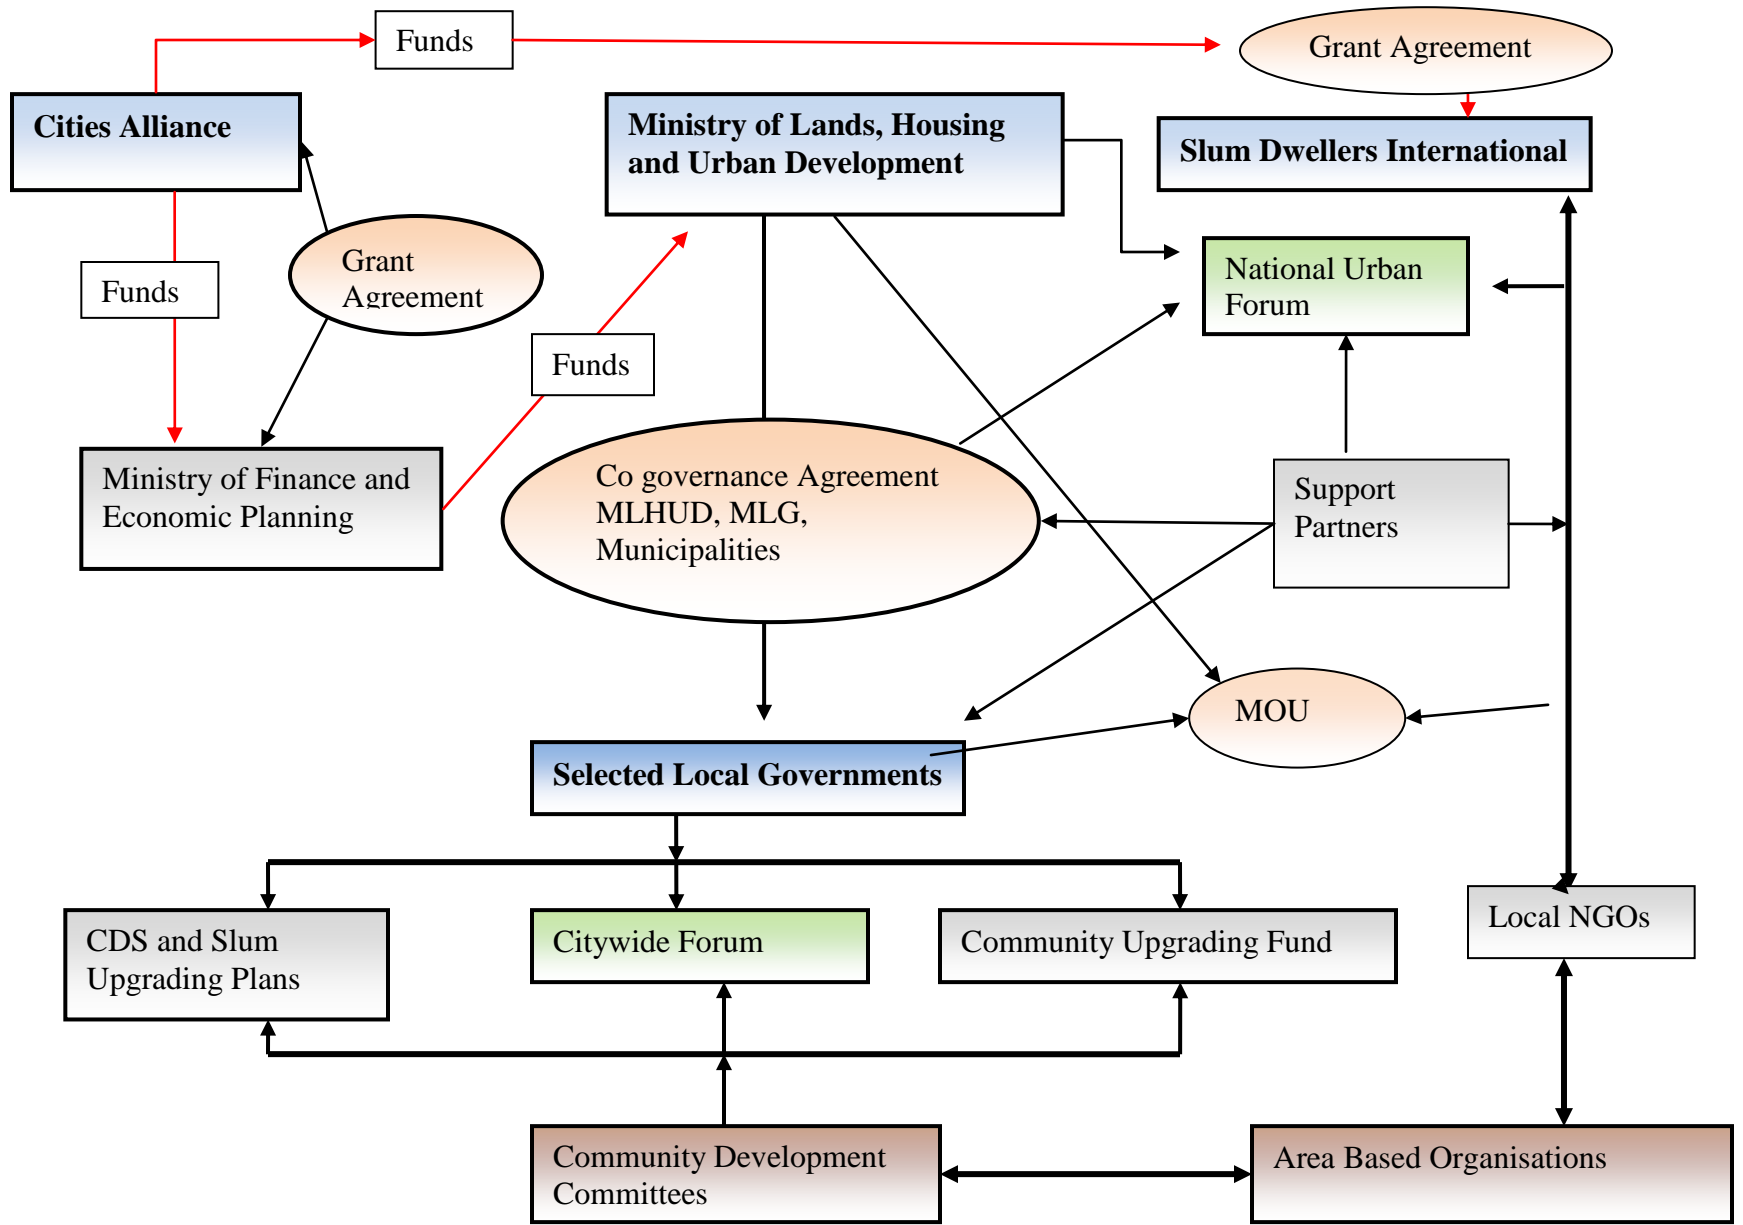 Funds
Grant Agreement
Cities Alliance
Ministry of Lands, Housing
and Urban Development
Slum Dwellers International
Grant
Agreement
Funds
National Urban
Forum
Funds
Ministry of Finance and
Economic Planning
Co governance Agreement
MLHUD, MLG,
Municipalities
Support
Partners
MOU
Selected Local Governments
CDS and Slum
Upgrading Plans
Citywide Forum
Community Upgrading Fund
Local NGOs
Community Development
Committees
Area Based Organisations